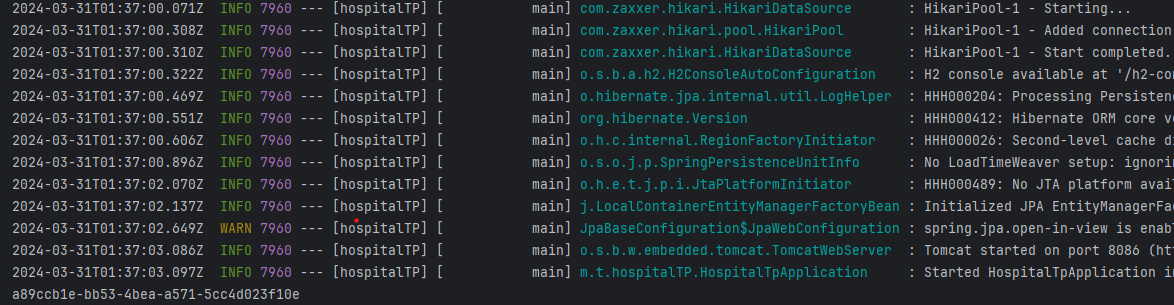 2024-03-31T01:37:00.071Z  INFO 7960 --- [hospitalTP] [           main] com.zaxxer.hikari.HikariDataSource       : HikariPool-1 - Starting...
2024-03-31T01:37:00.308Z  INFO 7960 --- [hospitalTP] [           main] com.zaxxer.hikari.pool.HikariPool        : HikariPool-1 - Added connection
2024-03-31T01:37:00.310Z  INFO 7960 --- [hospitalTP] [           main] com.zaxxer.hikari.HikariDataSource       : HikariPool-1 - Start completed.
2024-03-31T01:37:00.322Z  INFO 7960 --- [hospitalTP] [           main] o.s.b.a.h2.H2ConsoleAutoConfiguration    : H2 console available at '/h2-con
2024-03-31T01:37:00.469Z  INFO 7960 --- [hospitalTP] [           main] o.hibernate.jpa.internal.util.LogHelper  : HHH000204: Processing Persistenc
2024-03-31T01:37:00.551Z  INFO 7960 --- [hospitalTP] [           main] org.hibernate.Version                    : HHH000412: Hibernate ORM core ve
2024-03-31T01:37:00.606Z  INFO 7960 --- [hospitalTP] [           main] o.h.c.internal.RegionFactoryInitiator    : HHH000026: Second-level cache di
2024-03-31T01:37:00.896Z  INFO 7960 --- [hospitalTP] [           main] o.s.o.j.p.SpringPersistenceUnitInfo      : No LoadTimeWeaver setup: ignorin
2024-03-31T01:37:02.070Z  INFO 7960 --- [hospitalTP] [           main] o.h.e.t.j.p.i.JtaPlatformInitiator       : HHH000489: No JTA platform avail
2024-03-31T01:37:02.137Z  INFO 7960 --- [hospitalTP] [           main] j.LocalContainerEntityManagerFactoryBean : Initialized JPA EntityManagerFac
2024-03-31T01:37:02.649Z  WARN 7960 --- [hospitalTP] [           main] JpaBaseConfiguration$JpaWebConfiguration : spring.jpa.open-in-view is enabl
2024-03-31T01:37:03.086Z  INFO 7960 --- [hospitalTP] [           main] o.s.b.w.embedded.tomcat.TomcatWebServer  : Tomcat started on port 8086 (htt
2024-03-31T01:37:03.097Z  INFO 7960 --- [hospitalTP] [           main] m.t.hospitalTP.HospitalTpApplication     : Started HospitalTpApplication in
a89ccb1e-bb53-4bea-a571-5cc4d023f10e